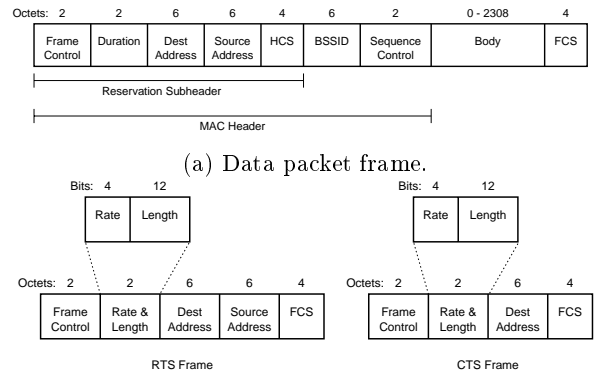 Octets: 2 2 6 6 4 6 2 0 - 2308 4
Frame Control Duration Dest Address Source Address HCS BSSID Sequence Control Body FCS
Reservation Subheader
MAC Header
(a) Data packet frame.
Bits: 4 12
Rate Length
Octets: 2 2 6 6 4
Frame Control Rate & Length Dest Address Source Address FCS
RTS Frame
Bits: 4 12
Rate Length
Octets: 2 2 6 4
Frame Control Rate & Length Dest Address FCS
CTS Frame